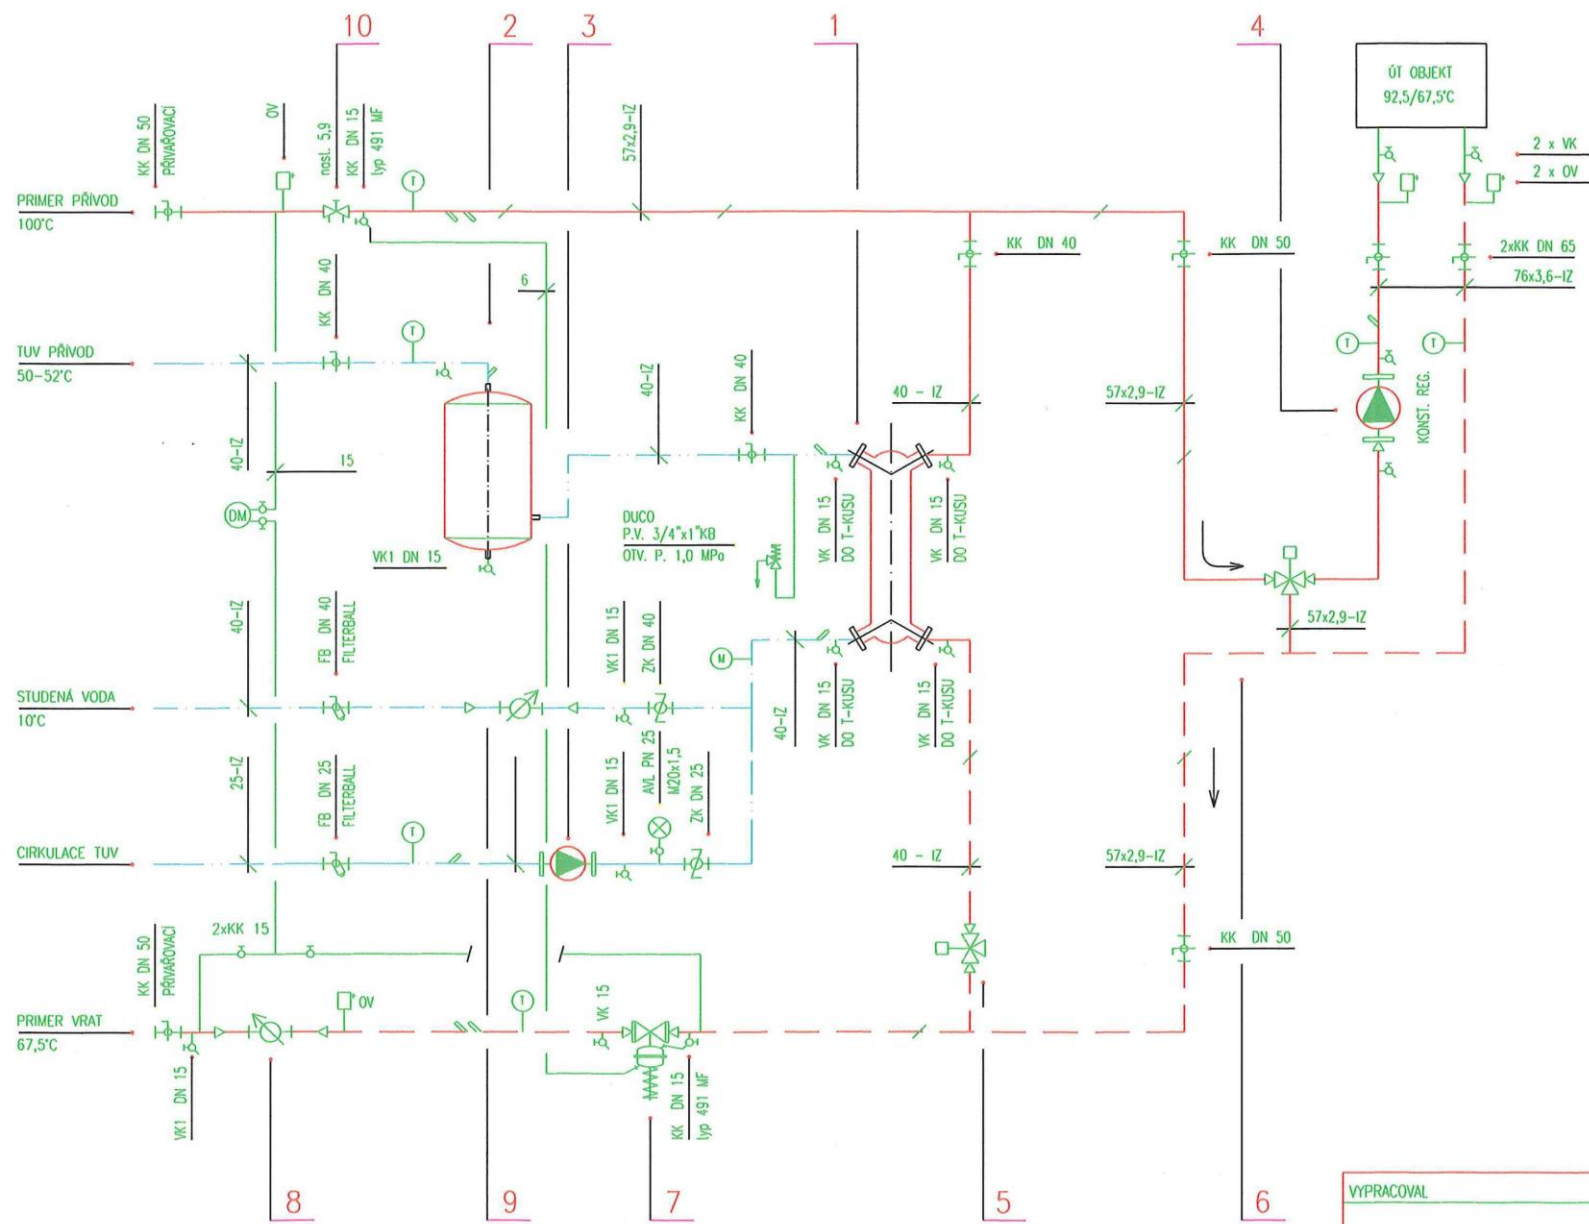 10
2
3
1
4
KK DN 50
PŘIVAŘOVACÍ
OV
nast. 5,9
KK DN 15
typ 491 MF
T
57x2,9-IZ
ÚT OBJEKT
92,5/67,5°C
2 x VK
2 x OV
PRIMER PŘÍVOD
100°C
KK DN 40
KK DN 50
2xKK DN 65
76x3,6-IZ
KK DN 40
6
TUV PŘÍVOD
50-52°C
T
T
T
40-IZ
40-IZ
KK DN 40
40 - IZ
57x2,9-IZ
KONST. REG.
15
DM
VK1 DN 15
DUCO
P.V. 3/4"x1"KB
OTV. P. 1,0 MPa
VK DN 15
DO T-KUSU
VK DN 15
DO T-KUSU
40-IZ
FB DN 40
FILTERBALL
VK1 DN 15
ZK DN 40
M
57x2,9-IZ
STUDENÁ VODA
10°C
40-IZ
VK DN 15
DO T-KUSU
VK DN 15
DO T-KUSU
25-IZ
FB DN 25
FILTERBALL
VK1 DN 15
AVL PN 25
M20x1,5
ZK DN 25
CIRKULACE TUV
T
40 - IZ
57x2,9-IZ
KK DN 50
PŘIVAŘOVACÍ
2xKK 15
KK DN 50
OV
T
VK 15
PRIMER VRAT
67,5°C
VK1 DN 15
KK DN 15
typ 491 MF
8
9
7
5
6
VYPRACOVAL